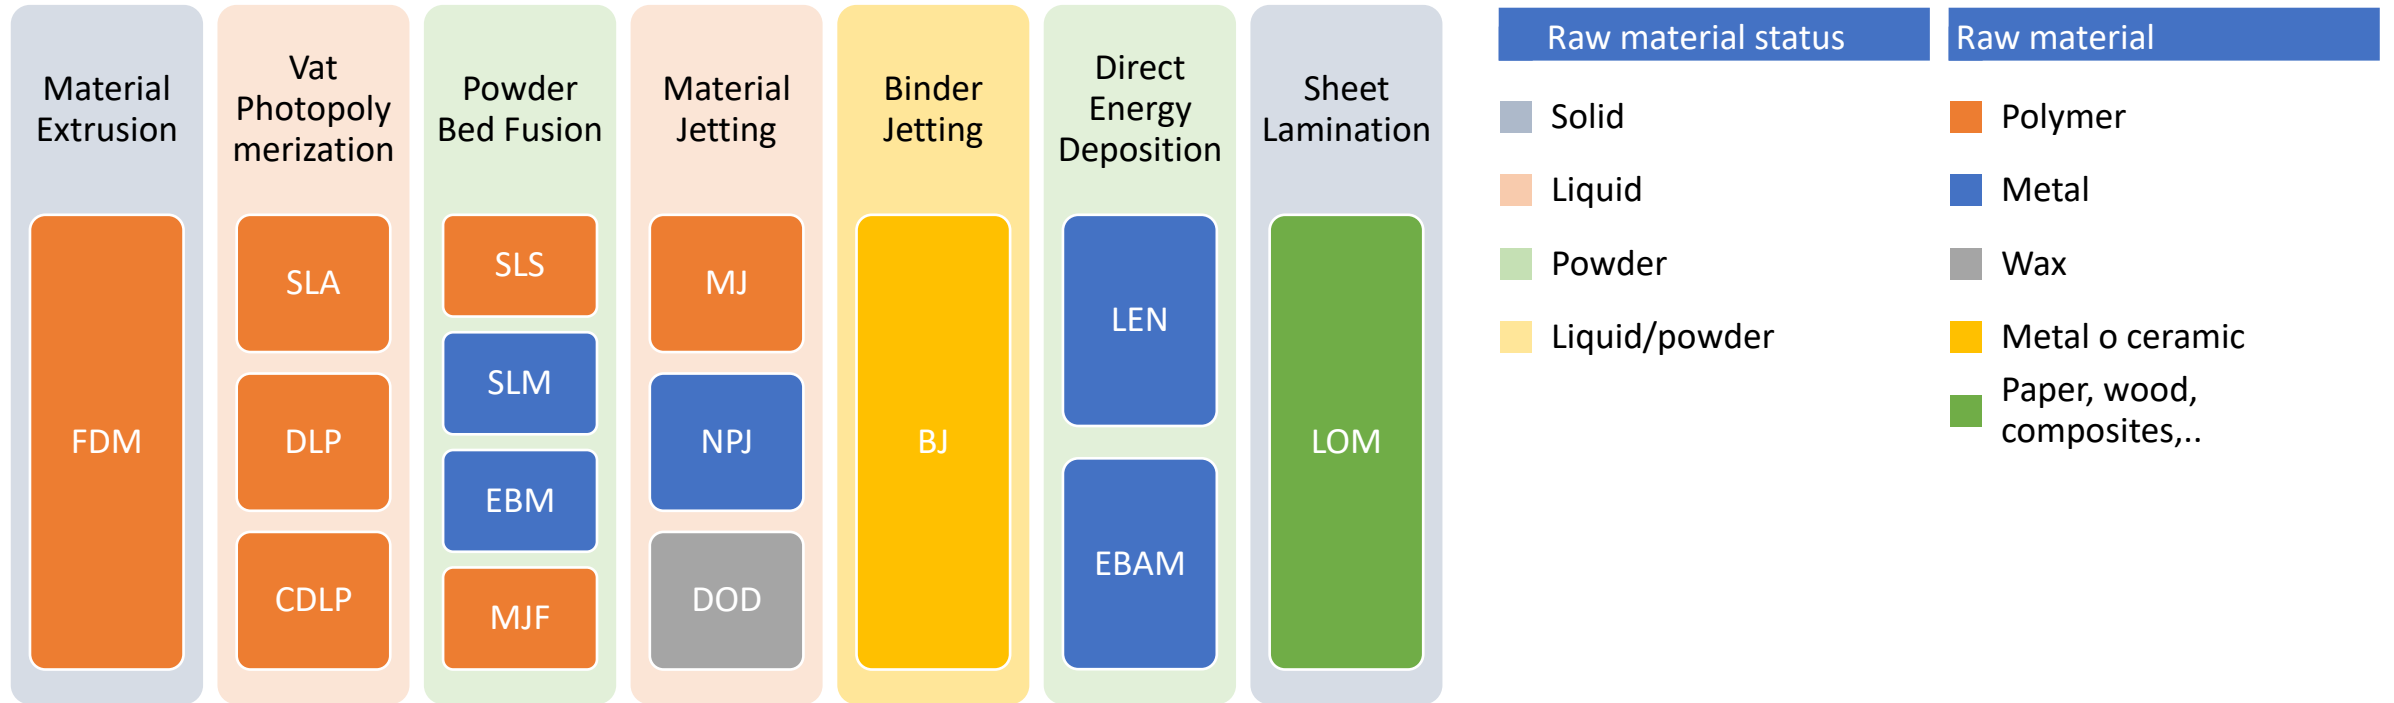 Material
Extrusion
FDM
Vat
Photopoly
merization
SLA
DLP
CDLP
Powder
Bed Fusion
SLS
SLM
EBM
MJF
Material
Jetting
MJ
NPJ
DOD
Binder
Jetting
BJ
Direct
Energy
Deposition
LEN
EBAM
Sheet
Lamination
LOM
Raw material status
Solid
Liquid
Powder
Liquid/powder
Raw material
Polymer
Metal
Wax
Metal o ceramic
Paper, wood,
composites,..